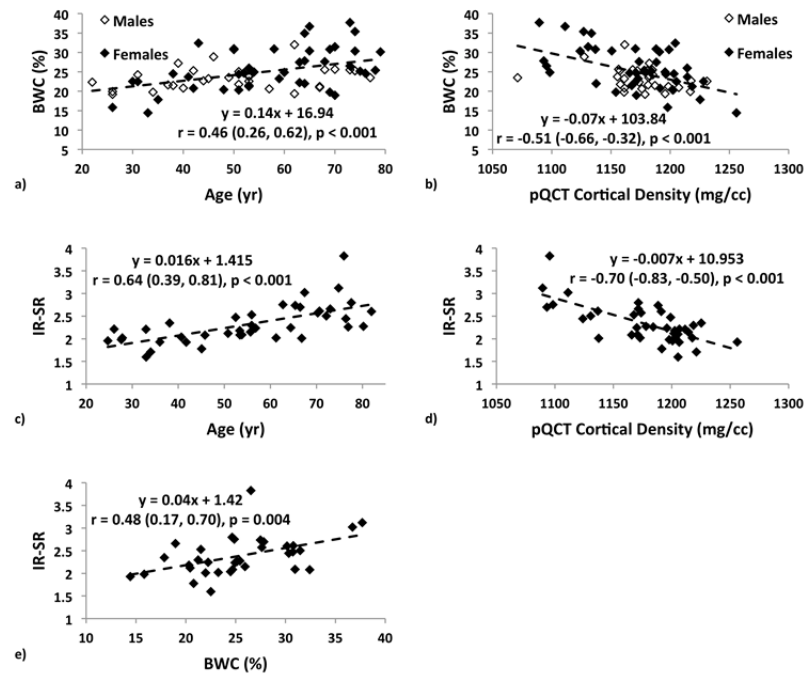 ◇ Males
◆ Females
BWC (%)
40
35
30
25
20
15
10
5
y = 0.14x + 16.94
r = 0.46 (0.26, 0.62), p < 0.001
20 30 40 50 60 70 80
Age (yr)
a)
◇ Males
◆ Females
BWC (%)
40
35
30
25
20
15
10
5
y = -0.07x + 103.84
r = -0.51 (-0.66, -0.32), p < 0.001
1050 1100 1150 1200 1250 1300
pQCT Cortical Density (mg/cc)
b)
IR-SR
4
3.5
3
2.5
2
1.5
1
y = 0.016x + 1.415
r = 0.64 (0.39, 0.81), p < 0.001
20 30 40 50 60 70 80
Age (yr)
c)
IR-SR
4
3.5
3
2.5
2
1.5
1
y = -0.007x + 10.953
r = -0.70 (-0.83, -0.50), p < 0.001
1050 1100 1150 1200 1250 1300
pQCT Cortical Density (mg/cc)
d)
IR-SR
4
3.5
3
2.5
2
1.5
1
y = 0.04x + 1.42
r = 0.48 (0.17, 0.70), p = 0.004
10 15 20 25 30 35 40
BWC (%)
e)